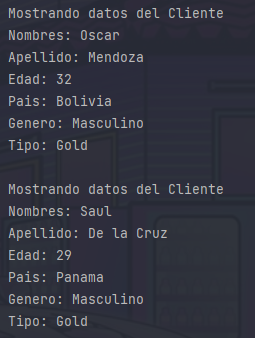 Mostrando datos del Cliente
Nombres: Oscar
Apellido: Mendoza
Edad: 32
Pais: Bolivia
Genero: Masculino
Tipo: Gold
Mostrando datos del Cliente
Nombres: Saul
Apellido: De la Cruz
Edad: 29
Pais: Panama
Genero: Masculino
Tipo: Gold